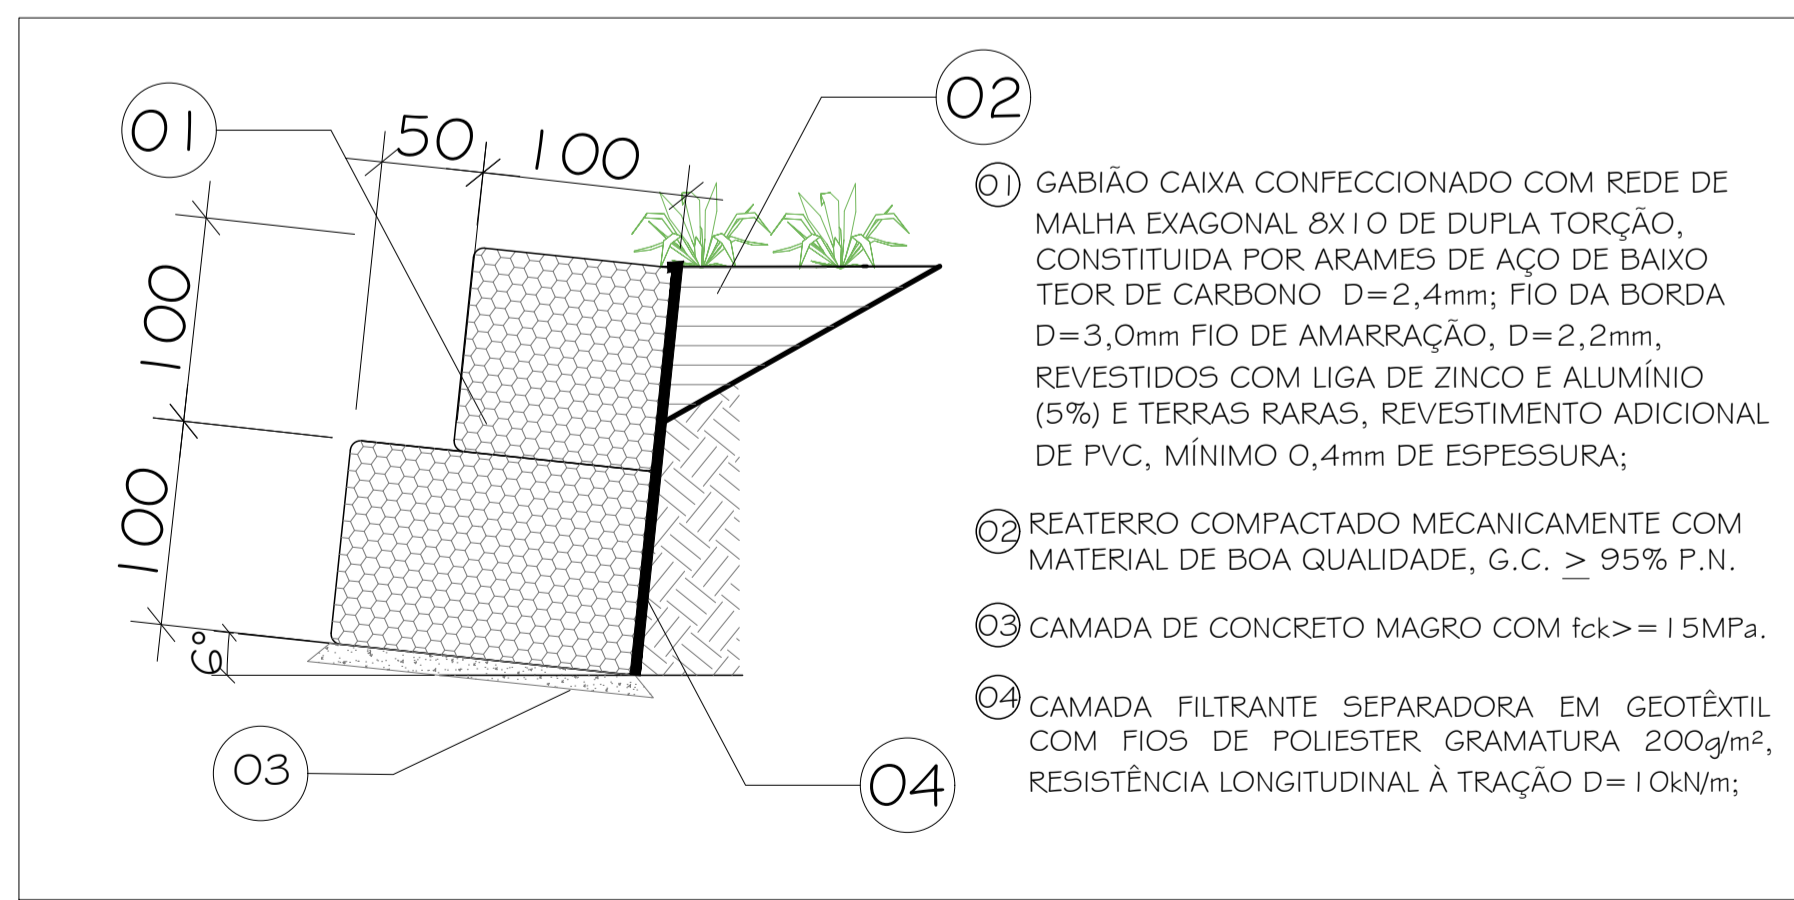 01
50
100
02
100
100
6°
03
04
01 GABIÃO CAIXA CONFECCIONADO COM REDE DE
MALHA EXAGONAL 8X10 DE DUPLA TORÇÃO,
CONSTITUIDA POR ARAMES DE AÇO DE BAIXO
TEOR DE CARBONO D=2,4mm; FIO DA BORDA
D=3,0mm FIO DE AMARRAÇÃO, D=2,2mm,
REVESTIDOS COM LIGA DE ZINCO E ALUMÍNIO
(5%) E TERRAS RARAS, REVESTIMENTO ADICIONAL
DE PVC, MÍNIMO 0,4mm DE ESPESSURA;
02 REATERRO COMPACTADO MECANICAMENTE COM
MATERIAL DE BOA QUALIDADE, G.C. ≥ 95% P.N.
03 CAMADA DE CONCRETO MAGRO COM fck>=15MPa.
04 CAMADA FILTRANTE SEPARADORA EM GEOTÊXTIL
COM FIOS DE POLIESTER GRAMATURA 200g/m²,
RESISTÊNCIA LONGITUDINAL À TRAÇÃO D=10kN/m;